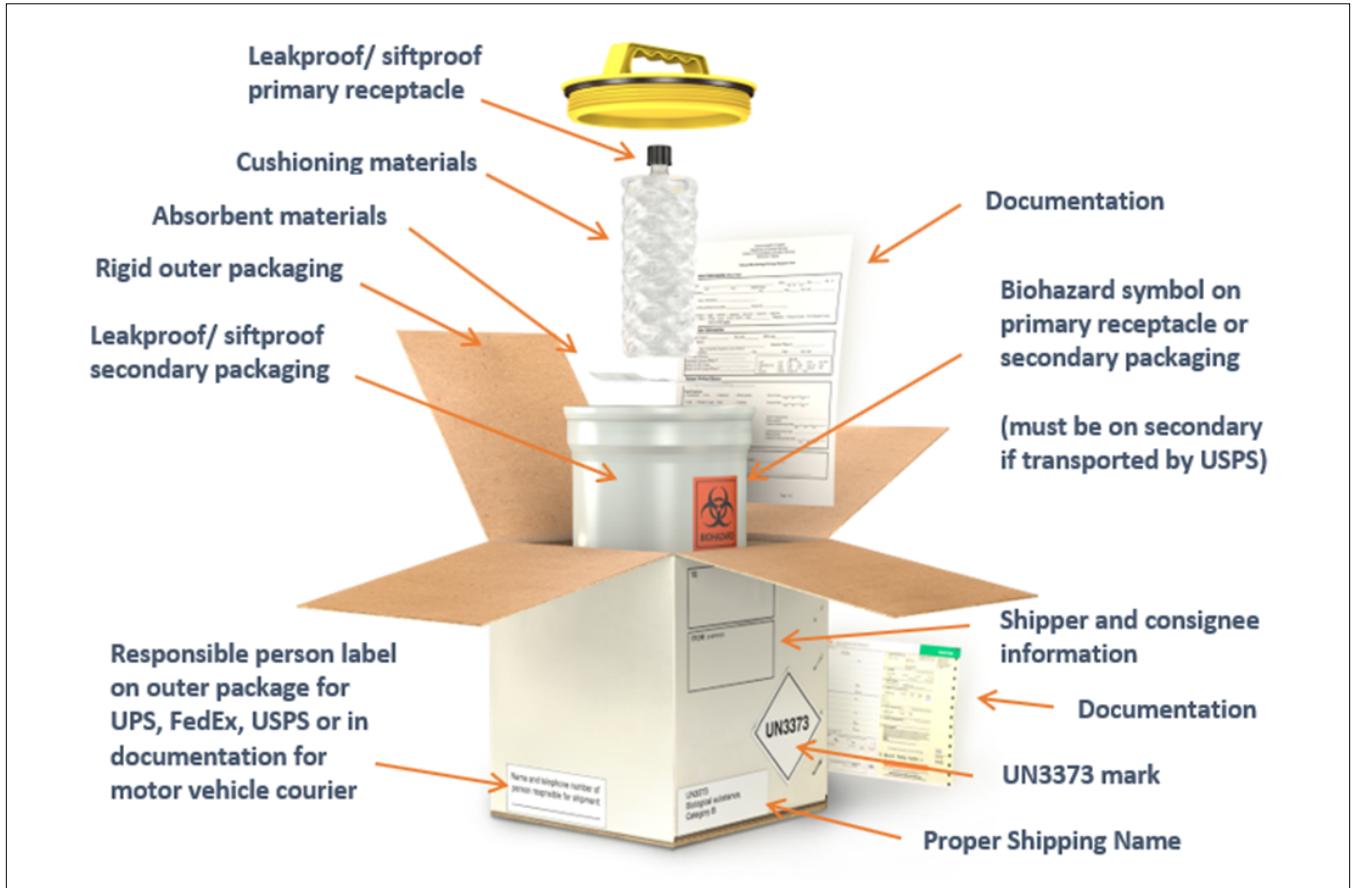 Leakproof/ siftproof
primary receptacle
Cushioning materials
Absorbent materials
Rigid outer packaging
Leakproof/ siftproof
secondary packaging
Documentation
Biohazard symbol on
primary receptacle or
secondary packaging
(must be on secondary
if transported by USPS)
BIOHAZARD
Responsible person label
on outer package for
UPS, FedEx, USPS or in
documentation for
motor vehicle courier
Shipper and consignee
information
Documentation
UN3373
UN3373 mark
Name and telephone number of
person responsible for shipment:
UN3373
Biological substance,
Category B
Proper Shipping Name